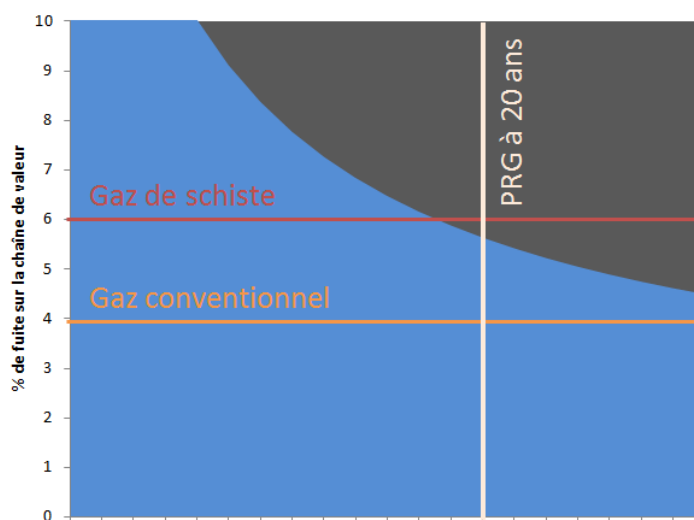 10
9
8
7
6
5
4
3
2
1
0
% de fuite sur la chaîne de valeur
Gaz de schiste
Gaz conventionnel
PRG à 20 ans